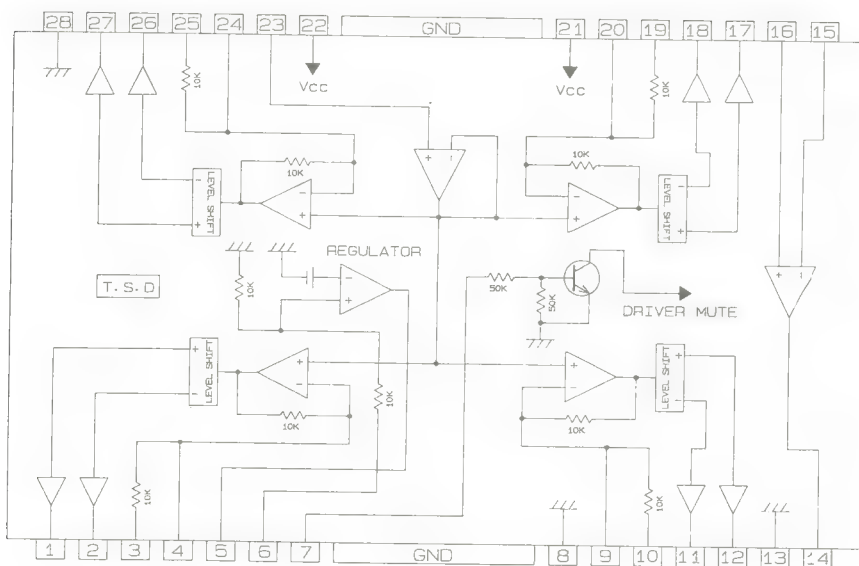 28 27 26 25 24 23 22 GND 21 20 19 18 17 16 15
10K
Vcc
Vcc
10K
10K
10K
LEVEL SHIFT
LEVEL SHIFT
REGULATOR
10K
50K
50K
T.S.D
DRIVER MUTE
LEVEL SHIFT
LEVEL SHIFT
10K
10K
10K
10K
10K
1 2 3 4 5 6 7 GND 8 9 10 11 12 13 14